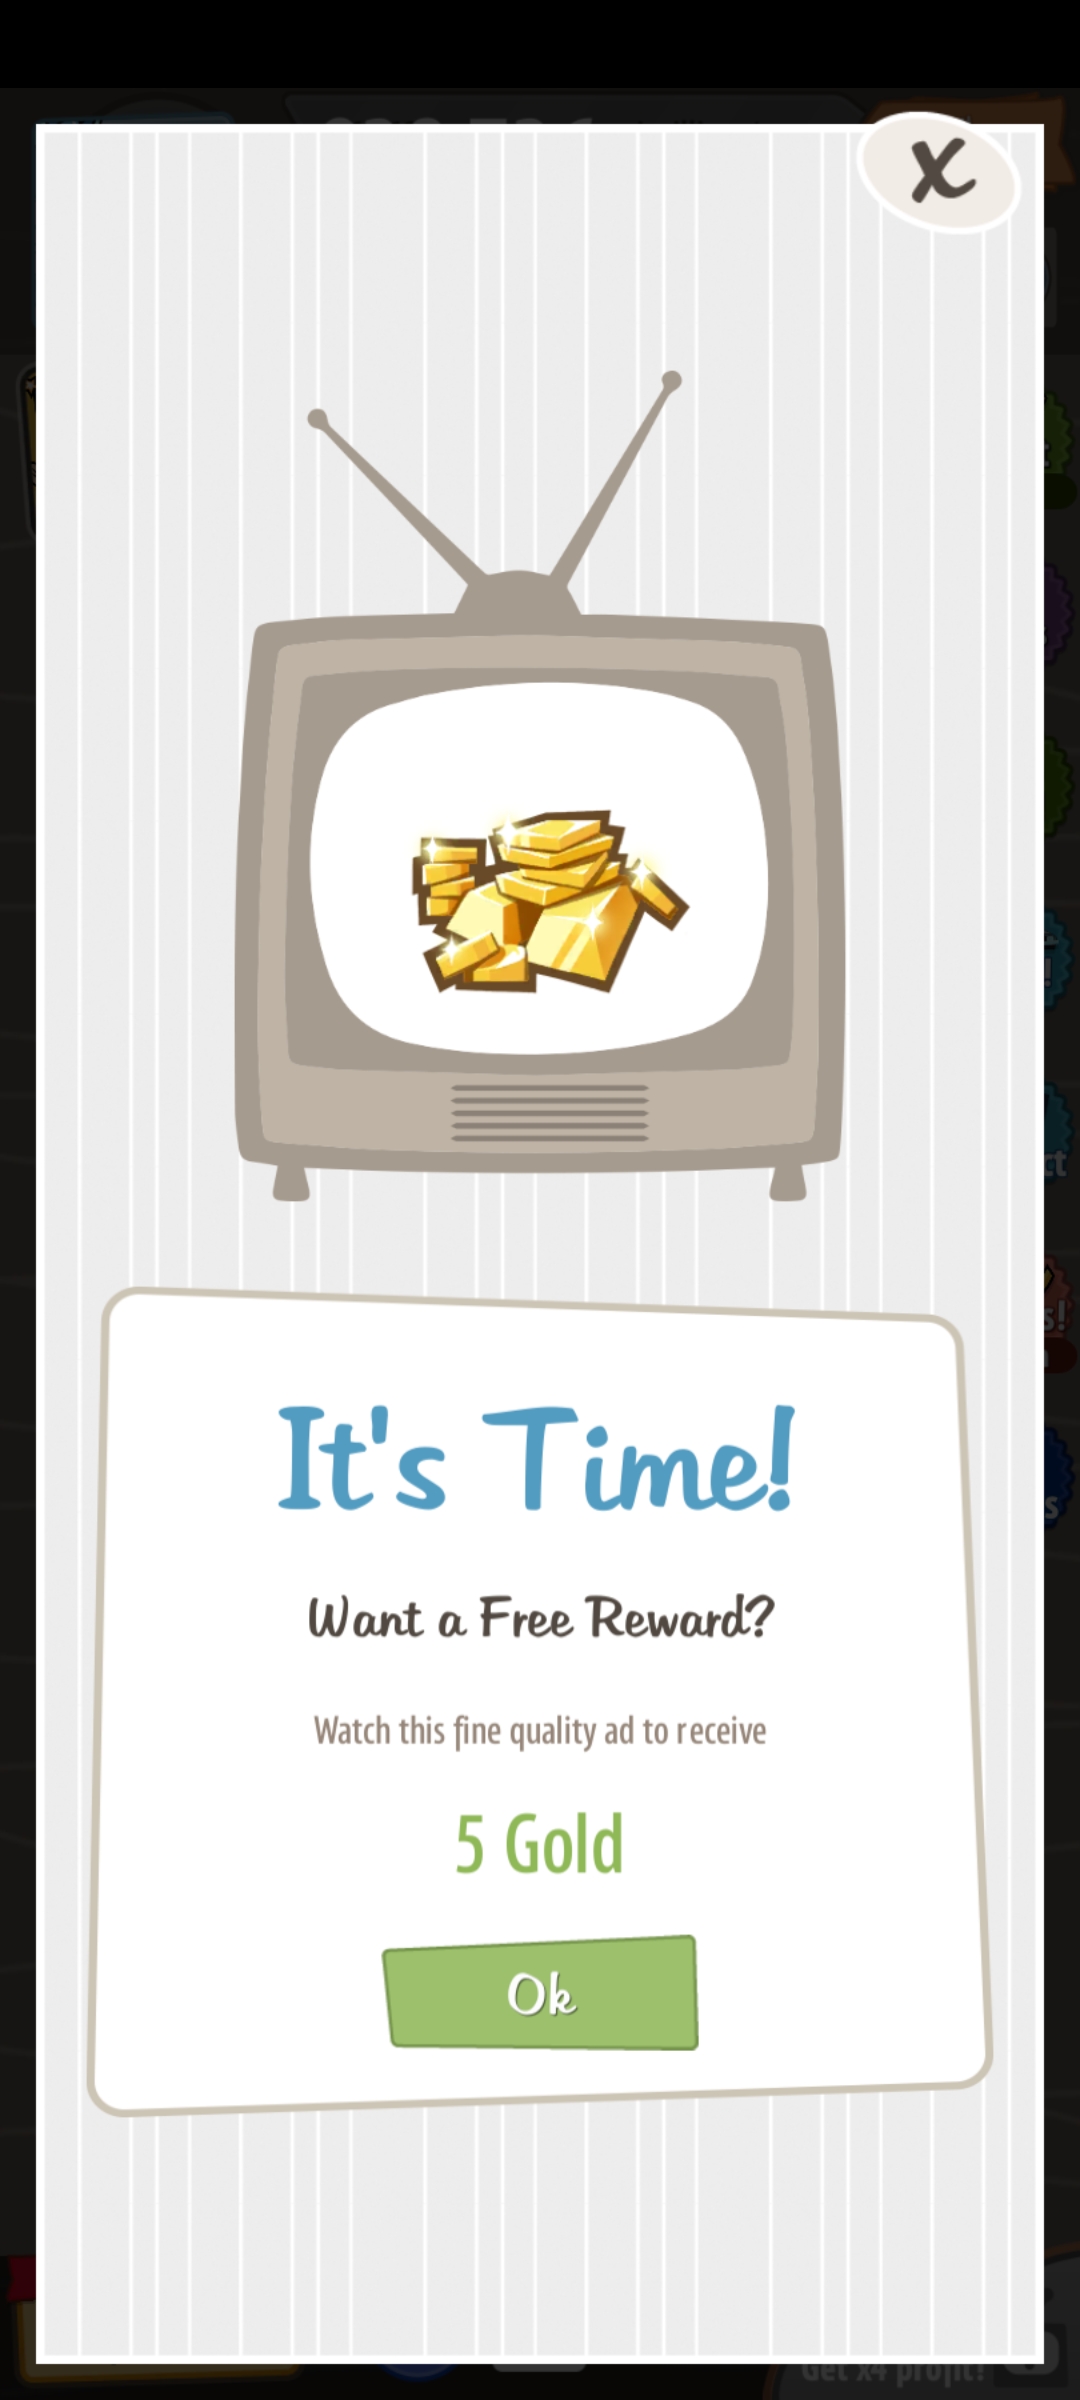 X
It's Time!
Want a Free Reward?
Watch this fine quality ad to receive
5 Gold
Ok
Get x4 profit!